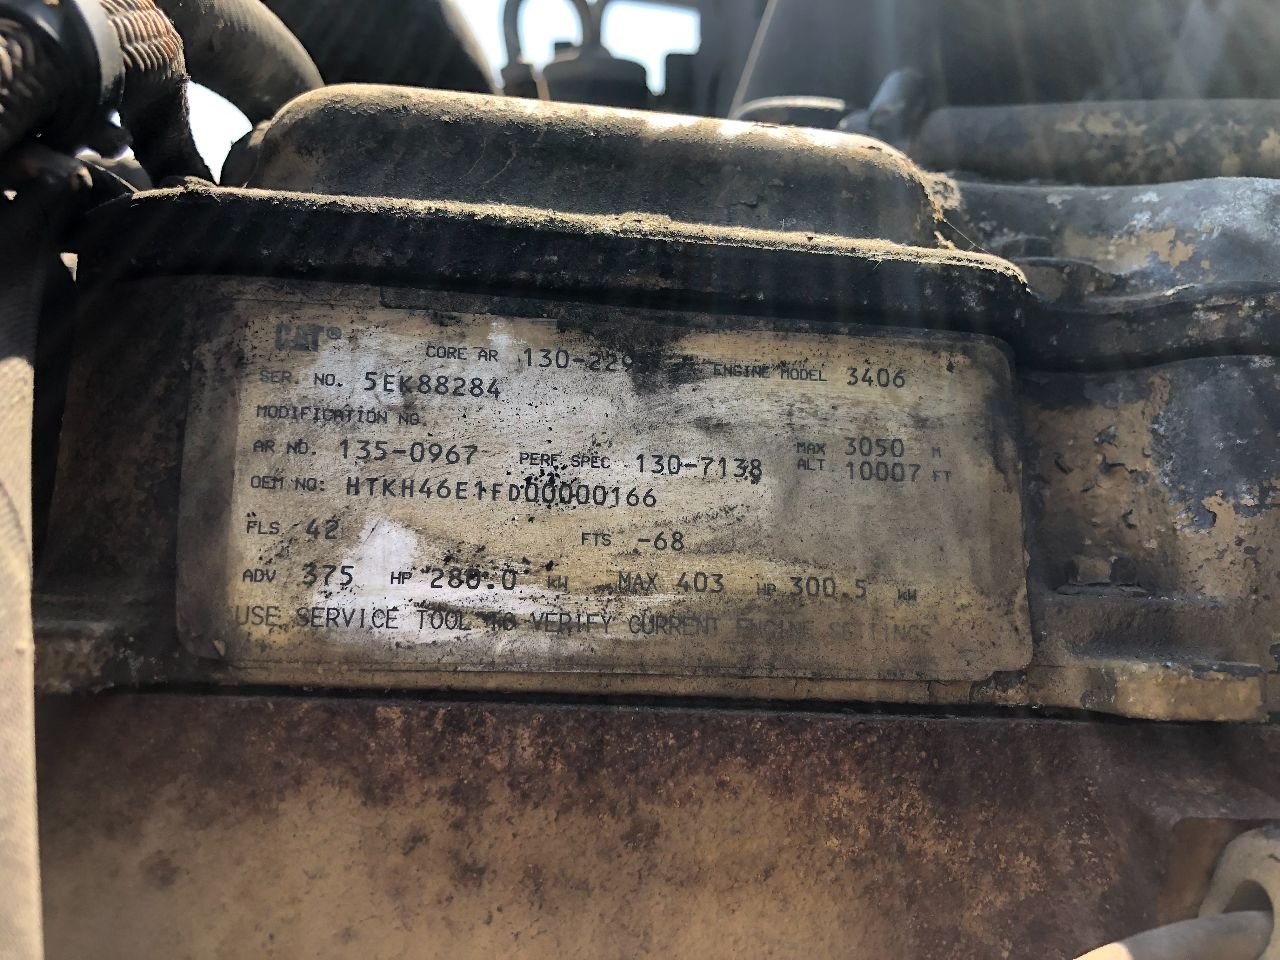 CAT®
CORE AR 130-229 ENGINE MODEL 3406
SER. NO. 5EK88284
MODIFICATION NO.
AR NO. 135-0967 PERF SPEC 130-7138 MAX ALT 3050 M 10007 FT
OEM NO: HTKH46E1FD00000166
FLS 42 FTS -68
ADV 375 HP 280.0 kW MAX 403 HP 300.5 kW
USE SERVICE TOOL TO VERIFY CURRENT ENGINE SETTINGS